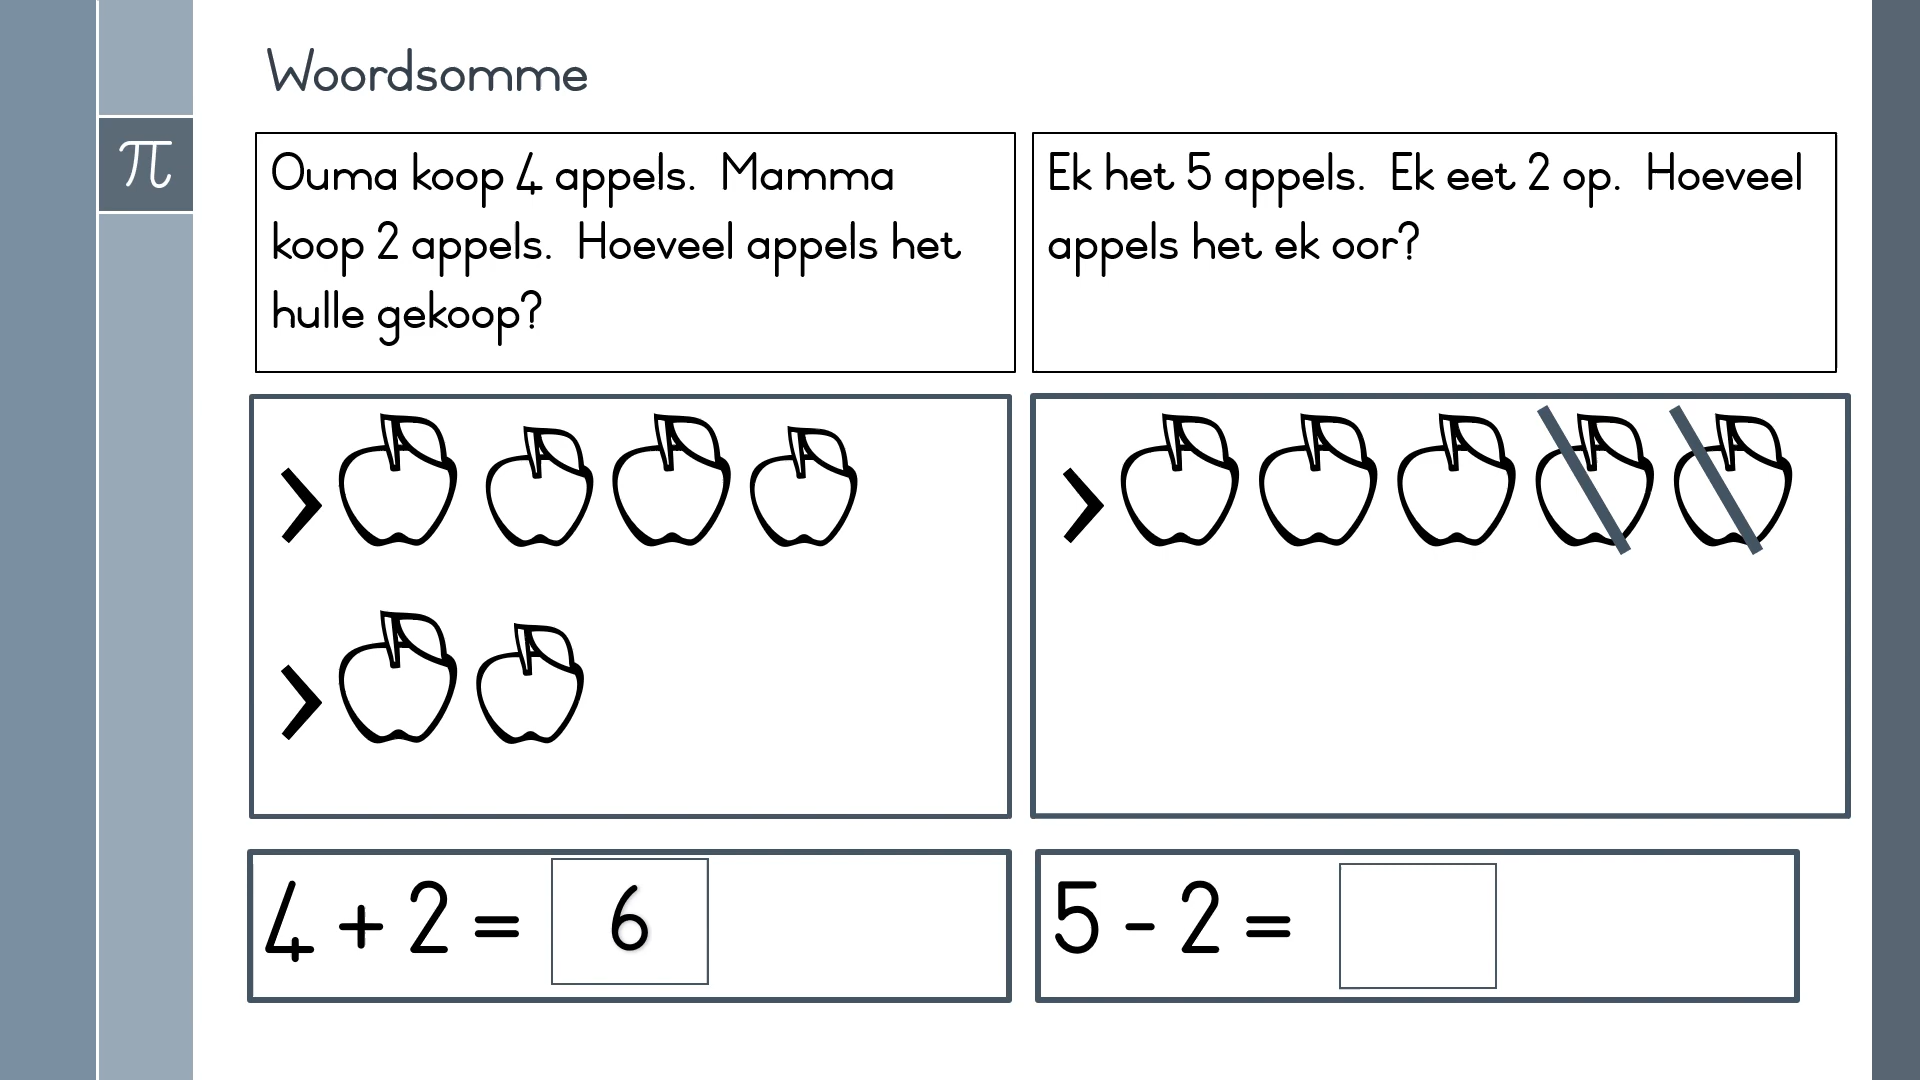 Woordsomme
π
Ouma koop 4 appels. Mamma
koop 2 appels. Hoeveel appels het
hulle gekoop?
Ek het 5 appels. Ek eet 2 op. Hoeveel
appels het ek oor?
4 + 2 = 6
5 - 2 =